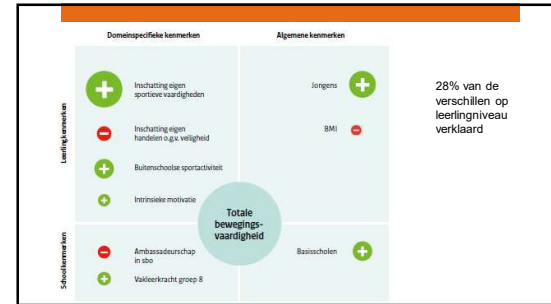 Domeinspecifieke kenmerken
Algemene kenmerken
Leerlingkenmerken
Inschatting eigen
sportieve vaardigheden
Jongens
Inschatting eigen
handelen o.g.v. veiligheid
BMI
Buitenschoolse sportactiviteit
Intrinsieke motivatie
Totale
bewegings-
vaardigheid
Schoolkenmerken
Ambassadeurschap
in sbo
Basisscholen
Vakleerkracht groep 8
28% van de
verschillen op
leerlingniveau
verklaard